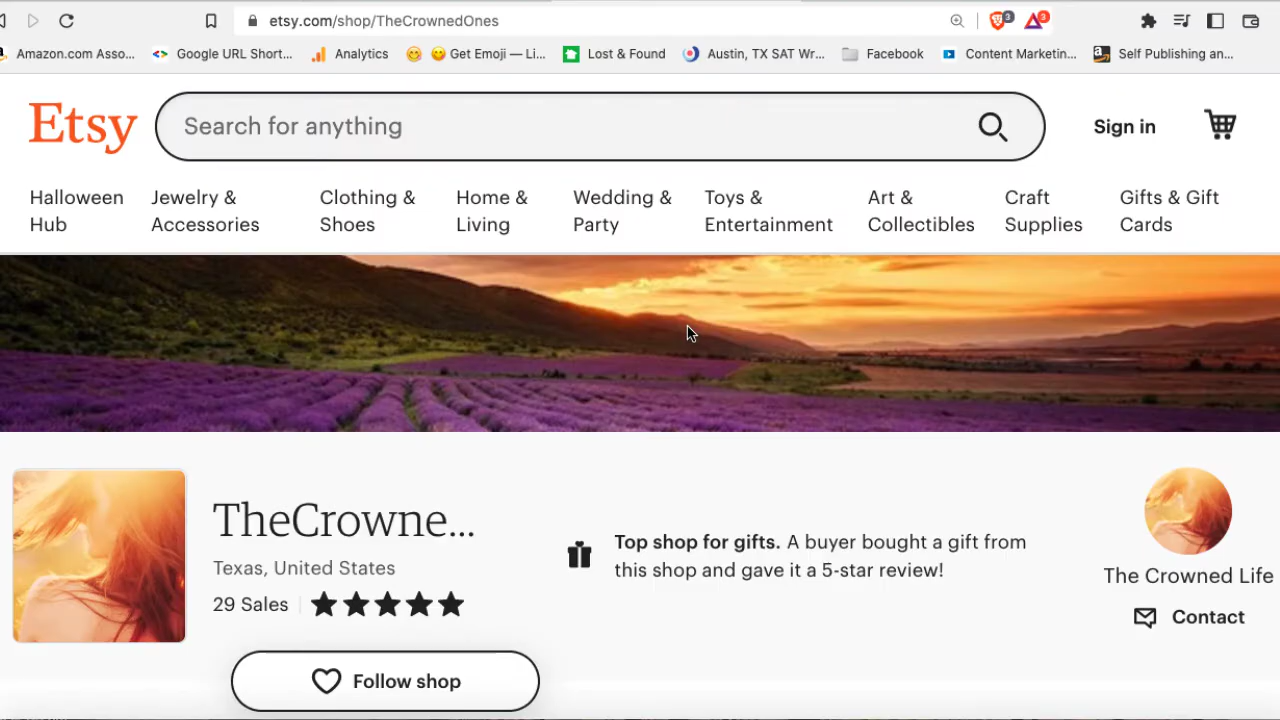 etsy.com/shop/TheCrownedOnes
3
3
Amazon.com Asso...
Google URL Short...
Analytics
Get Emoji — Li...
Lost & Found
Austin, TX SAT Wr...
Facebook
Content Marketin...
Self Publishing an...
Etsy
Search for anything
Sign in
Halloween
Hub
Jewelry &
Accessories
Clothing &
Shoes
Home &
Living
Wedding &
Party
Toys &
Entertainment
Art &
Collectibles
Craft
Supplies
Gifts & Gift
Cards
TheCrowne...
Texas, United States
29 Sales
Follow shop
Top shop for gifts. A buyer bought a gift from
this shop and gave it a 5-star review!
The Crowned Life
Contact